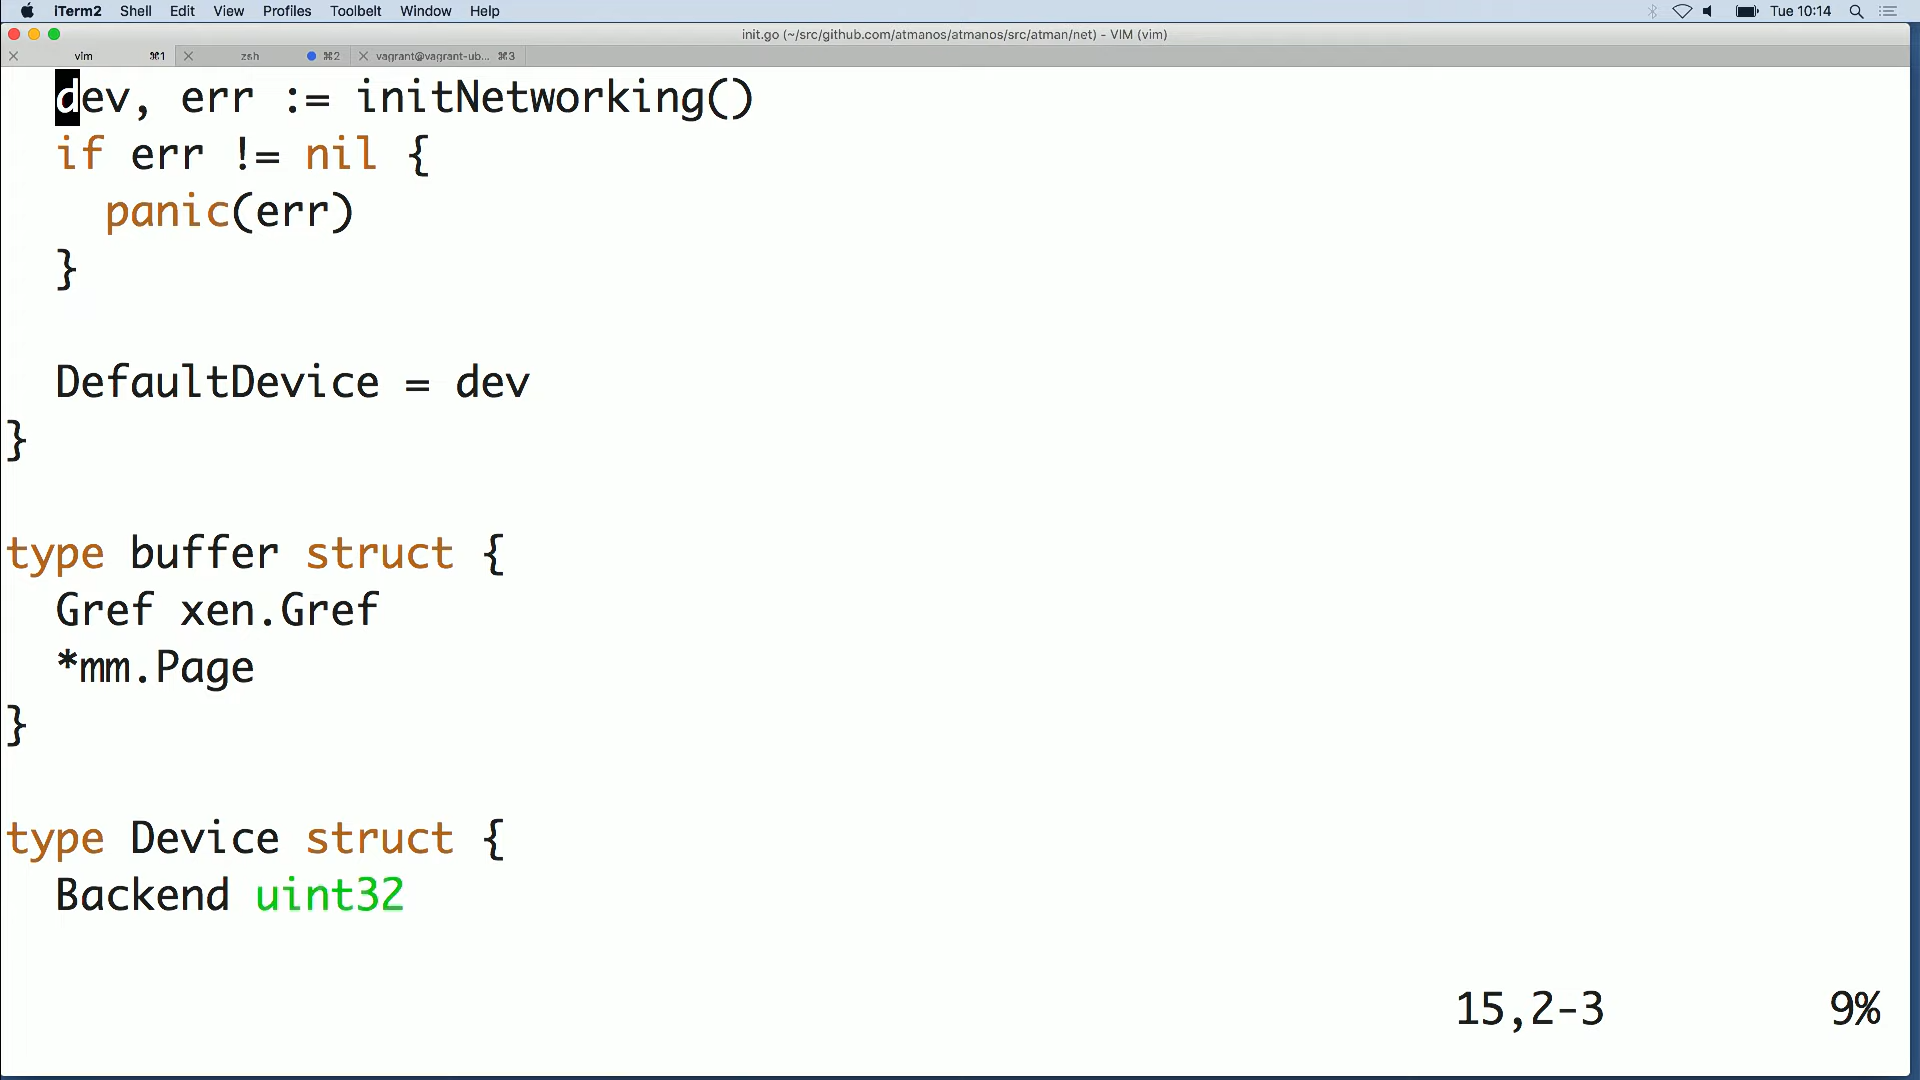 iTerm2 Shell Edit View Profiles Toolbelt Window Help Tue 10:14
init.go (~/src/github.com/atmanos/atmanos/src/atman/net) - VIM (vim)
vim ⌘1 zsh ⌘2 vagrant@vagrant-ub... ⌘3
dev, err := initNetworking()
if err != nil {
panic(err)
}
DefaultDevice = dev
}
type buffer struct {
Gref xen.Gref
*mm.Page
}
type Device struct {
Backend uint32
15,2-3 9%